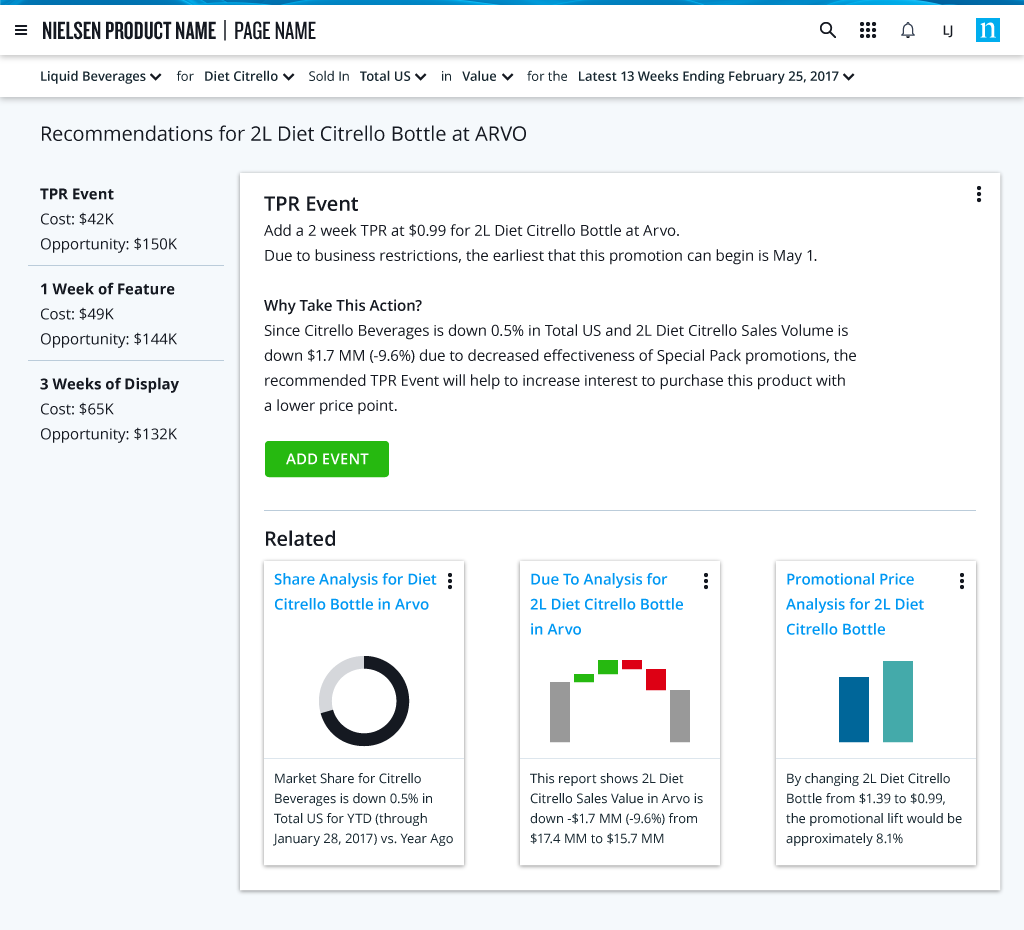 NIELSEN PRODUCT NAME | PAGE NAME
LJ
n
Liquid Beverages for Diet Citrello Sold In Total US in Value for the Latest 13 Weeks Ending February 25, 2017
Recommendations for 2L Diet Citrello Bottle at ARVO
TPR Event
Cost: $42K
Opportunity: $150K
1 Week of Feature
Cost: $49K
Opportunity: $144K
3 Weeks of Display
Cost: $65K
Opportunity: $132K
TPR Event
Add a 2 week TPR at $0.99 for 2L Diet Citrello Bottle at Arvo.
Due to business restrictions, the earliest that this promotion can begin is May 1.
Why Take This Action?
Since Citrello Beverages is down 0.5% in Total US and 2L Diet Citrello Sales Volume is
down $1.7 MM (-9.6%) due to decreased effectiveness of Special Pack promotions, the
recommended TPR Event will help to increase interest to purchase this product with
a lower price point.
ADD EVENT
Related
Share Analysis for Diet
Citrello Bottle in Arvo
Market Share for Citrello
Beverages is down 0.5% in
Total US for YTD (through
January 28, 2017) vs. Year Ago
Due To Analysis for
2L Diet Citrello Bottle
in Arvo
This report shows 2L Diet
Citrello Sales Value in Arvo is
down -$1.7 MM (-9.6%) from
$17.4 MM to $15.7 MM
Promotional Price
Analysis for 2L Diet
Citrello Bottle
By changing 2L Diet Citrello
Bottle from $1.39 to $0.99,
the promotional lift would be
approximately 8.1%